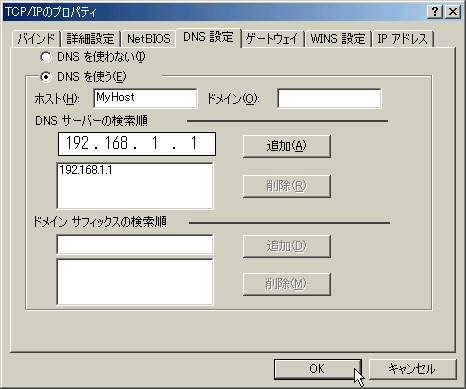 TCP/IPのプロパティ
バインド 詳細設定 NetBIOS DNS 設定 ゲートウェイ WINS 設定 IP アドレス
DNS を使わない(I)
DNS を使う(E)
ホスト(H): MyHost ドメイン(O):
DNS サーバーの検索順
192.168. 1 . 1 追加(A)
192.168.1.1
削除(R)
ドメイン サフィックスの検索順
追加(D)
削除(M)
OK キャンセル